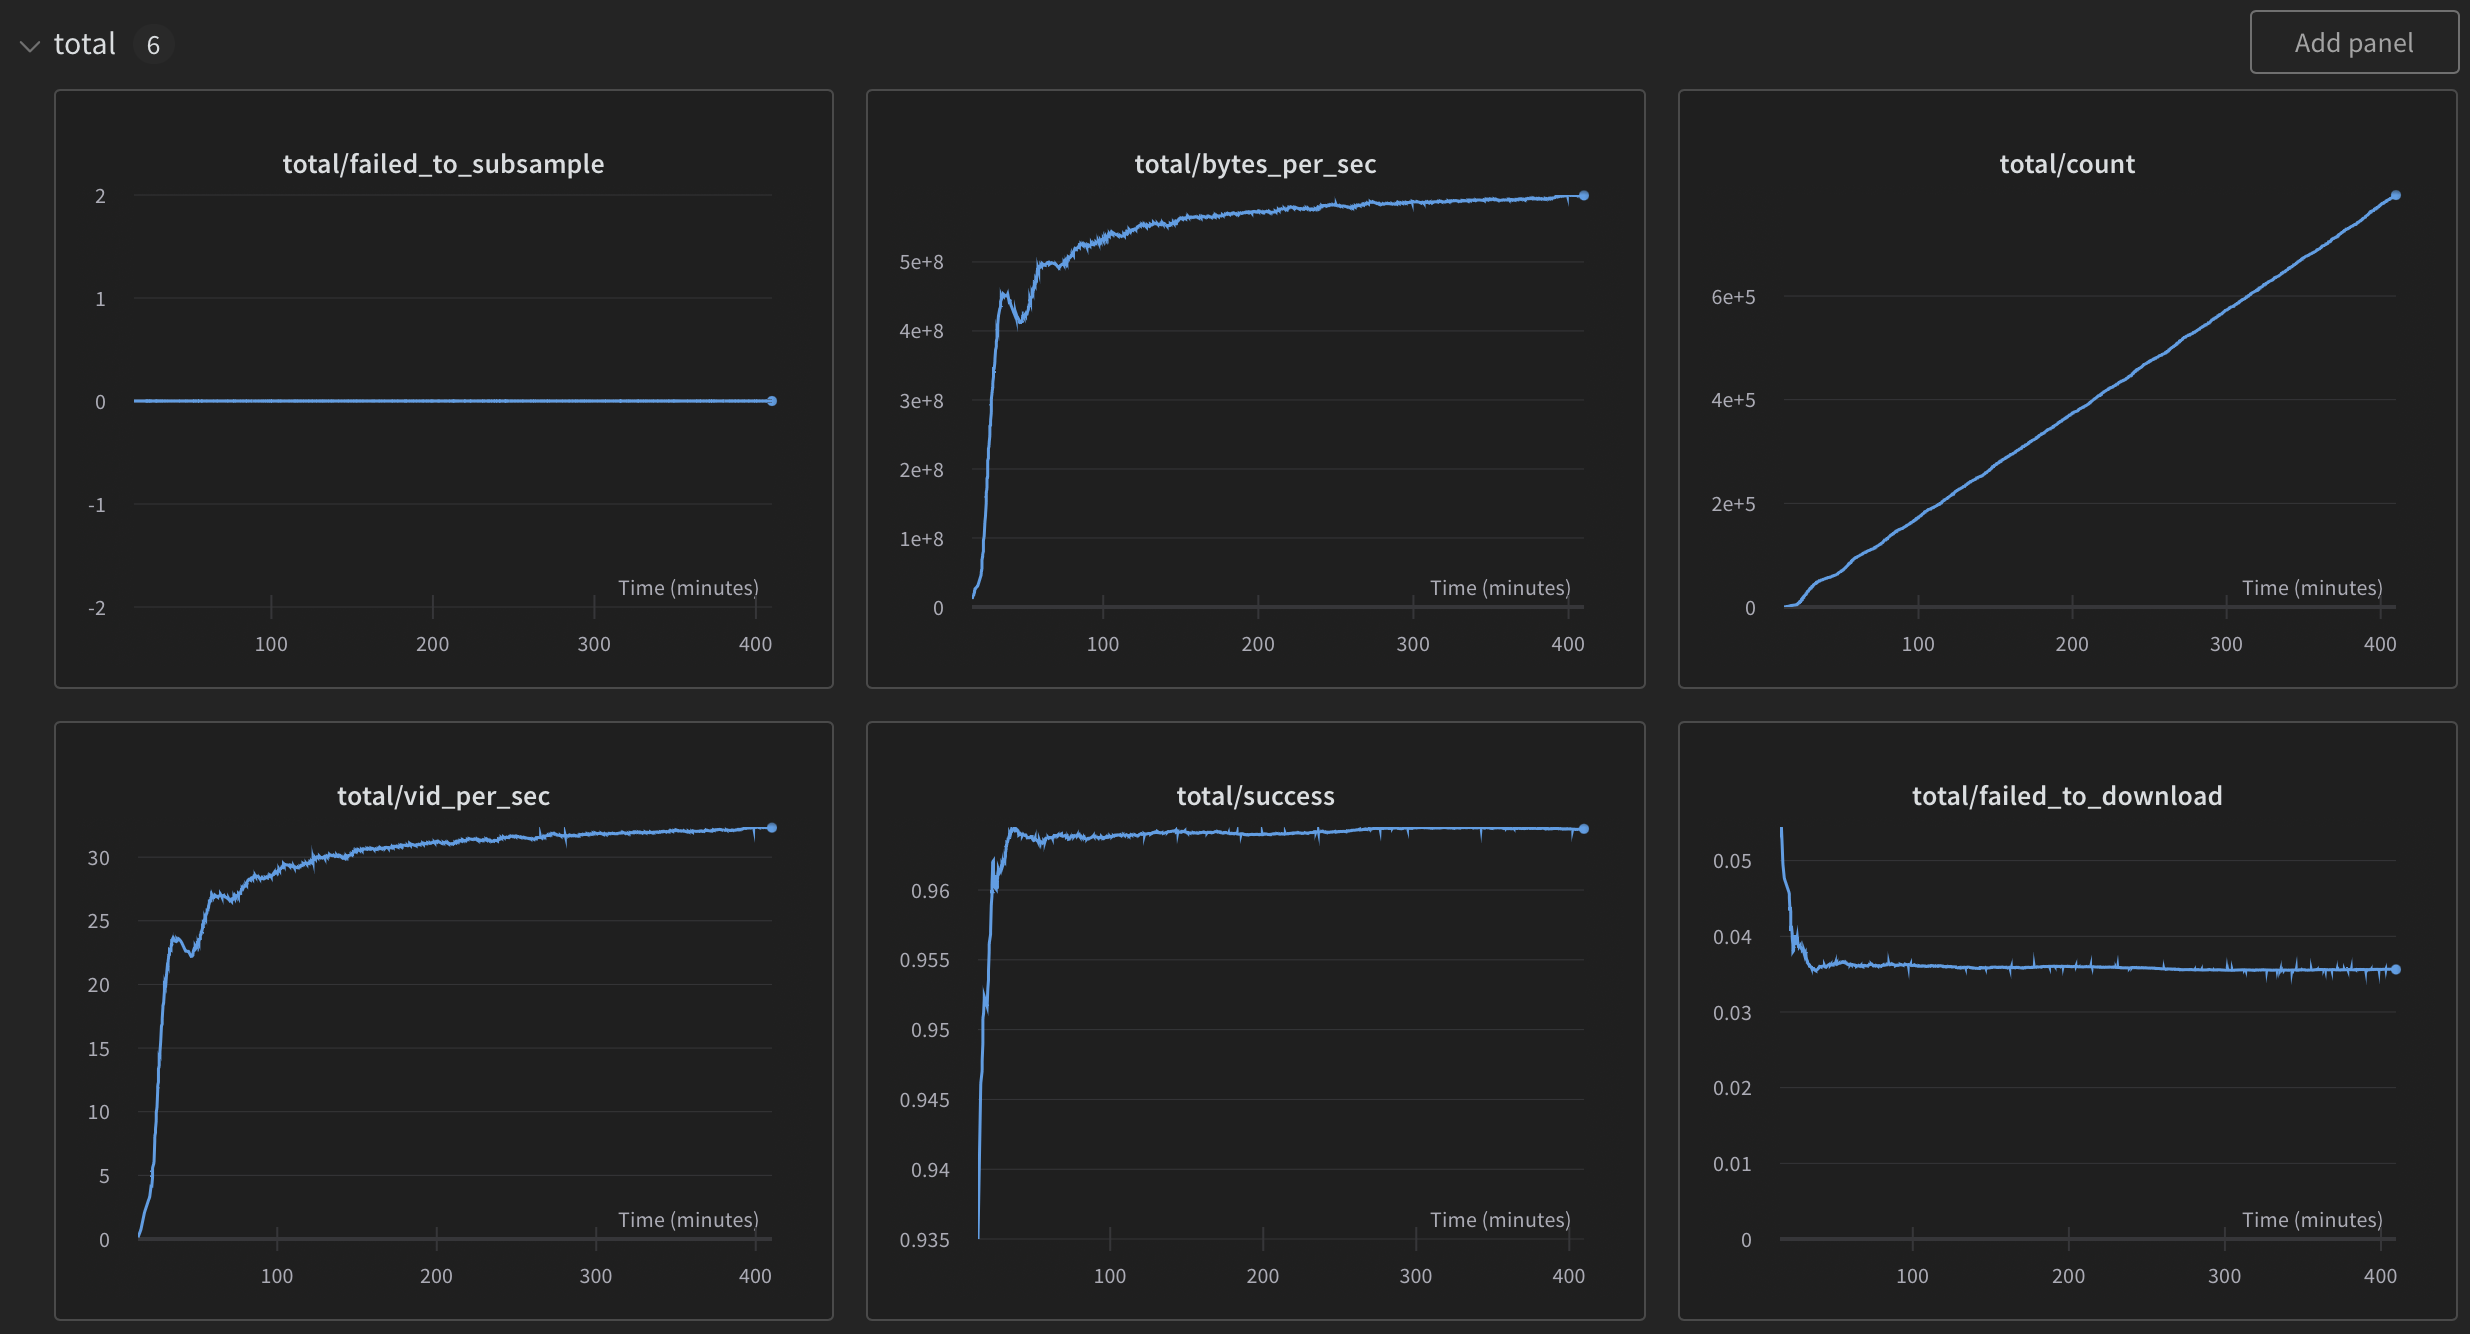 total 6
Add panel
total/failed_to_subsample
2
1
0
-1
-2
Time (minutes)
100 200 300 400
total/bytes_per_sec
5e+8
4e+8
3e+8
2e+8
1e+8
0
Time (minutes)
100 200 300 400
total/count
6e+5
4e+5
2e+5
0
Time (minutes)
100 200 300 400
total/vid_per_sec
30
25
20
15
10
5
0
Time (minutes)
100 200 300 400
total/success
0.96
0.955
0.95
0.945
0.94
0.935
Time (minutes)
100 200 300 400
total/failed_to_download
0.05
0.04
0.03
0.02
0.01
0
Time (minutes)
100 200 300 400